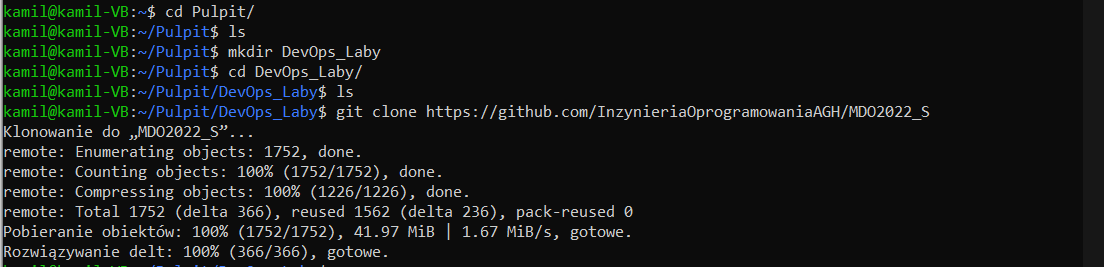 kamil@kamil-VB:~$ cd Pulpit/
kamil@kamil-VB:~/Pulpit$ ls
kamil@kamil-VB:~/Pulpit$ mkdir DevOps_Laby
kamil@kamil-VB:~/Pulpit$ cd DevOps_Laby/
kamil@kamil-VB:~/Pulpit/DevOps_Laby$ ls
kamil@kamil-VB:~/Pulpit/DevOps_Laby$ git clone https://github.com/InzynieriaOprogramowaniaAGH/MDO2022_S
Klonowanie do „MDO2022_S”...
remote: Enumerating objects: 1752, done.
remote: Counting objects: 100% (1752/1752), done.
remote: Compressing objects: 100% (1226/1226), done.
remote: Total 1752 (delta 366), reused 1562 (delta 236), pack-reused 0
Pobieranie obiektów: 100% (1752/1752), 41.97 MiB | 1.67 MiB/s, gotowe.
Rozwiązywanie delt: 100% (366/366), gotowe.